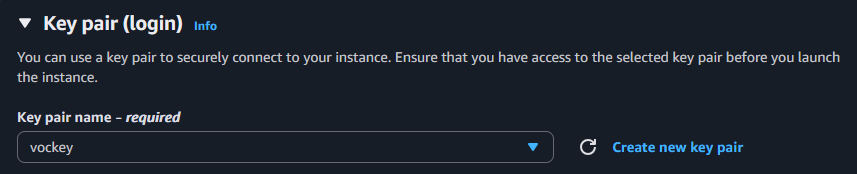 Key pair (login) Info
You can use a key pair to securely connect to your instance. Ensure that you have access to the selected key pair before you launch
the instance.
Key pair name - required
vockey
Create new key pair